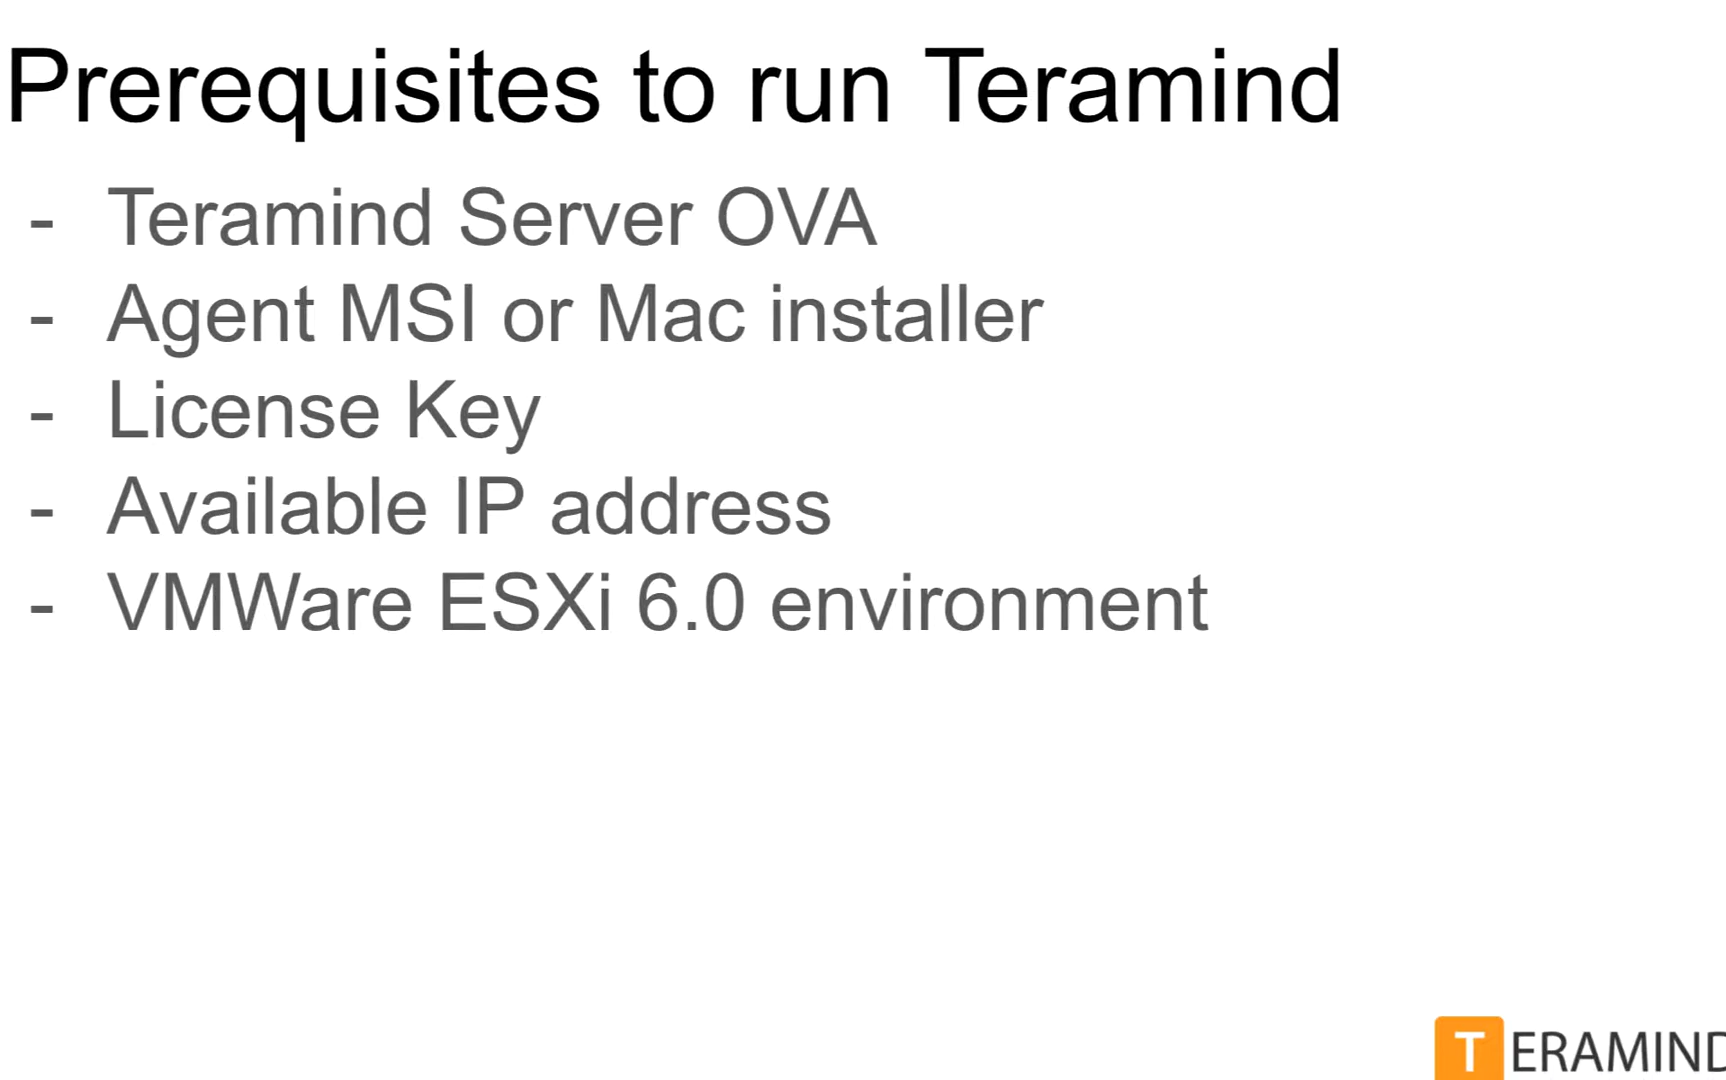 Prerequisites to run Teramind
- Teramind Server OVA
- Agent MSI or Mac installer
- License Key
- Available IP address
- VMWare ESXi 6.0 environment
TERAMIND